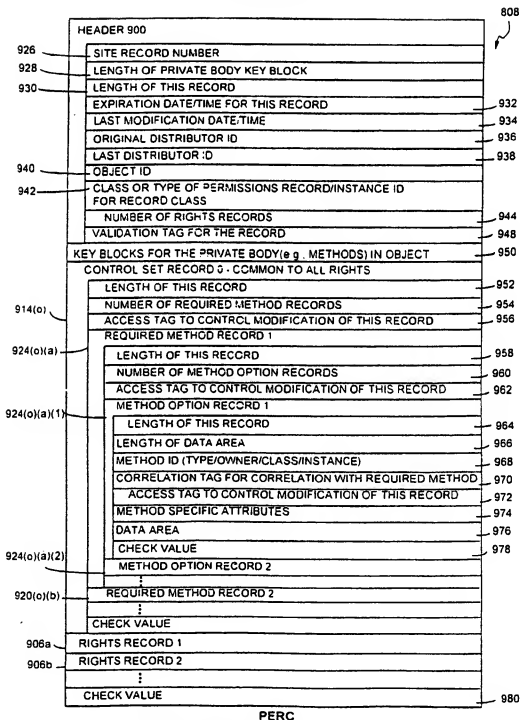 808
HEADER 900
926 SITE RECORD NUMBER
928 LENGTH OF PRIVATE BODY KEY BLOCK
930 LENGTH OF THIS RECORD
EXPIRATION DATE/TIME FOR THIS RECORD 932
LAST MODIFICATION DATE/TIME 934
ORIGINAL DISTRIBUTOR ID 936
LAST DISTRIBUTOR ID 938
940 OBJECT ID
942 CLASS OR TYPE OF PERMISSIONS RECORD/INSTANCE ID
FOR RECORD CLASS
NUMBER OF RIGHTS RECORDS 944
VALIDATION TAG FOR THE RECORD 948
KEY BLOCKS FOR THE PRIVATE BODY(e g , METHODS) IN OBJECT 950
CONTROL SET RECORD 0 - COMMON TO ALL RIGHTS
LENGTH OF THIS RECORD 952
914(o) NUMBER OF REQUIRED METHOD RECORDS 954
ACCESS TAG TO CONTROL MODIFICATION OF THIS RECORD 956
924(o)(a) REQUIRED METHOD RECORD 1
LENGTH OF THIS RECORD 958
NUMBER OF METHOD OPTION RECORDS 960
ACCESS TAG TO CONTROL MODIFICATION OF THIS RECORD 962
924(o)(a)(1) METHOD OPTION RECORD 1
LENGTH OF THIS RECORD 964
LENGTH OF DATA AREA 966
METHOD ID (TYPE/OWNER/CLASS/INSTANCE) 968
CORRELATION TAG FOR CORRELATION WITH REQUIRED METHOD 970
ACCESS TAG TO CONTROL MODIFICATION OF THIS RECORD 972
METHOD SPECIFIC ATTRIBUTES 974
DATA AREA 976
CHECK VALUE 978
924(o)(a)(2) METHOD OPTION RECORD 2
920(o)(b) REQUIRED METHOD RECORD 2
CHECK VALUE
906a RIGHTS RECORD 1
906b RIGHTS RECORD 2
CHECK VALUE 980
PERC